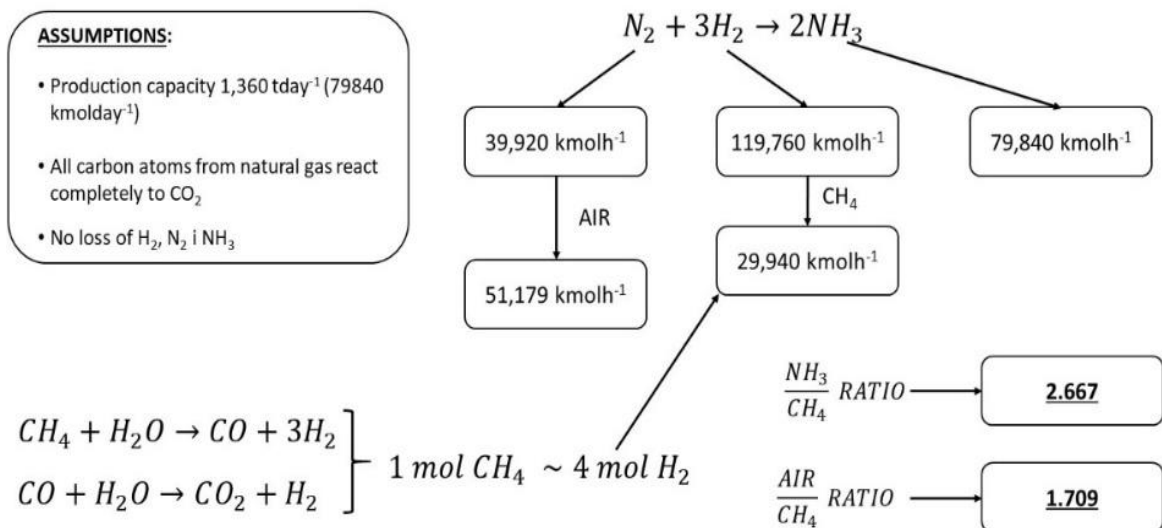 ASSUMPTIONS:
• Production capacity 1,360 tday⁻¹ (79840
kmolday⁻¹)
• All carbon atoms from natural gas react
completely to CO₂
• No loss of H₂, N₂ i NH₃
N₂ + 3H₂ → 2NH₃
39,920 kmolh⁻¹
119,760 kmolh⁻¹
79,840 kmolh⁻¹
AIR
CH₄
51,179 kmolh⁻¹
29,940 kmolh⁻¹
CH₄ + H₂O → CO + 3H₂
CO + H₂O → CO₂ + H₂
1 mol CH₄ ~ 4 mol H₂
NH₃
CH₄
RATIO
2.667
AIR
CH₄
RATIO
1.709